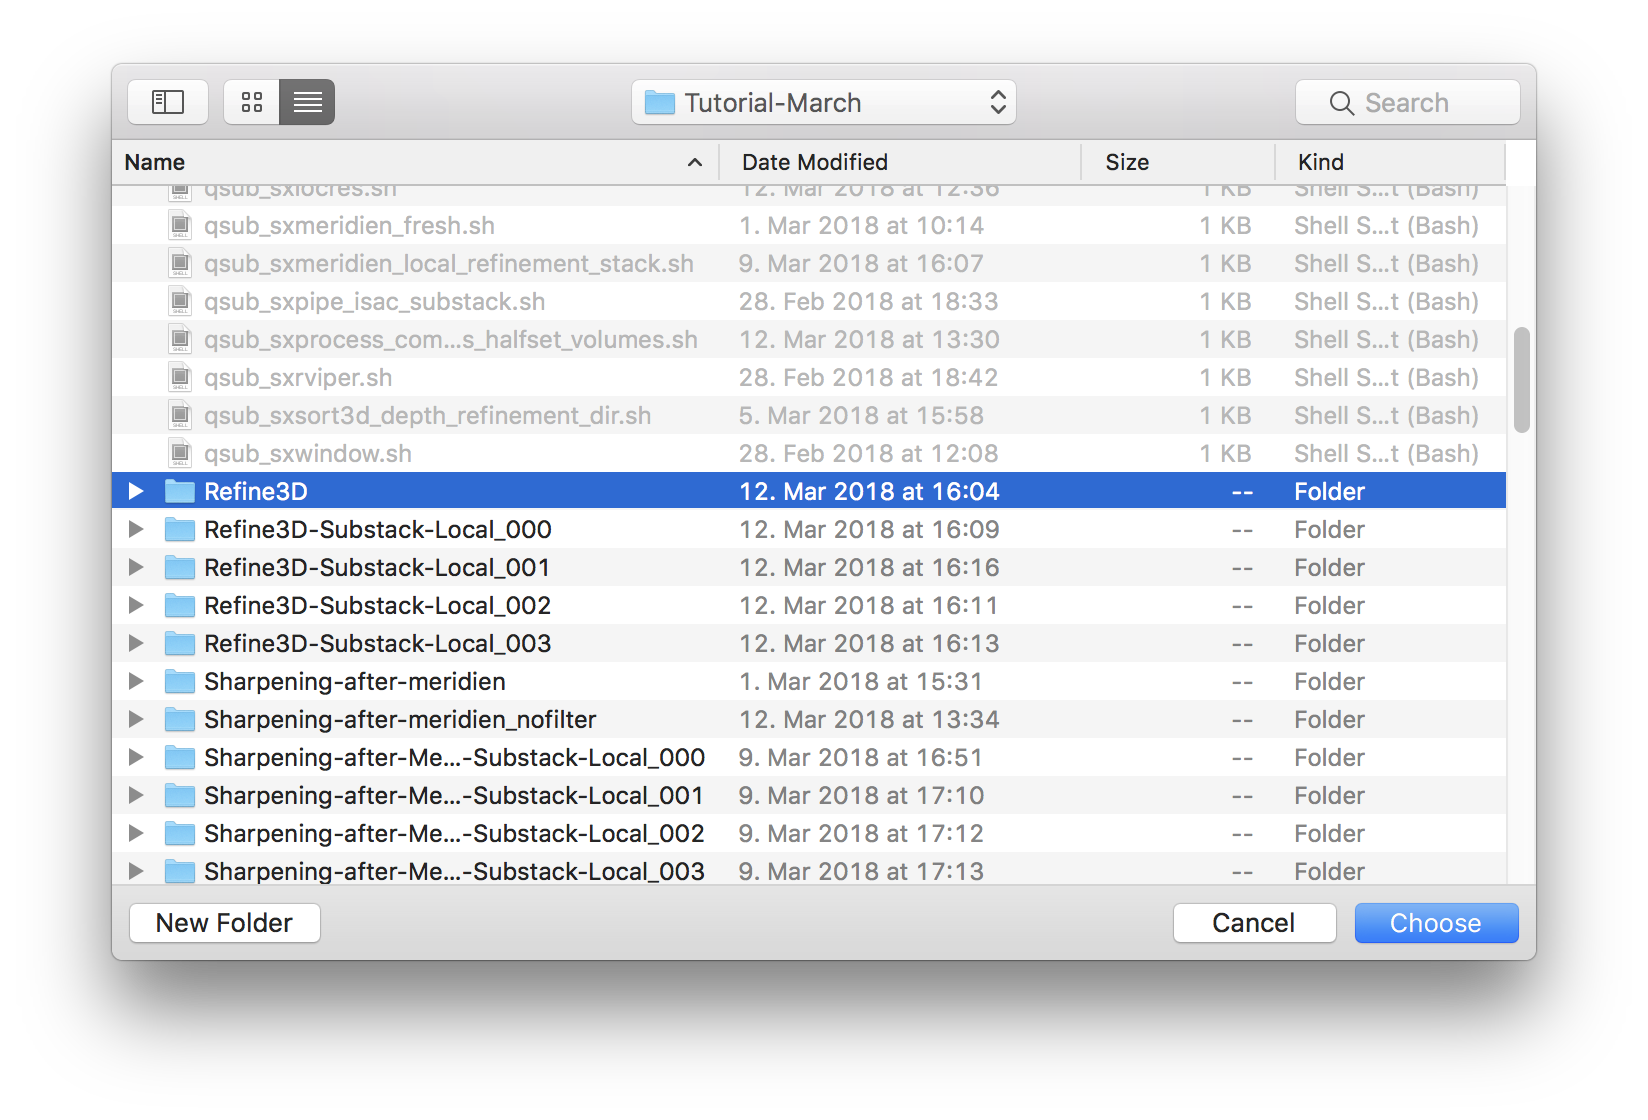 Tutorial-March Search
Name Date Modified Size Kind
qsub_sxlocres.sh 12. Mar 2018 at 12:36 1 KB Shell S...t (Bash)
qsub_sxmeridien_fresh.sh 1. Mar 2018 at 10:14 1 KB Shell S...t (Bash)
qsub_sxmeridien_local_refinement_stack.sh 9. Mar 2018 at 16:07 1 KB Shell S...t (Bash)
qsub_sxpipe_isac_substack.sh 28. Feb 2018 at 18:33 1 KB Shell S...t (Bash)
qsub_sxprocess_com...s_halfset_volumes.sh 12. Mar 2018 at 13:30 1 KB Shell S...t (Bash)
qsub_sxrviper.sh 28. Feb 2018 at 18:42 1 KB Shell S...t (Bash)
qsub_sxsort3d_depth_refinement_dir.sh 5. Mar 2018 at 15:58 1 KB Shell S...t (Bash)
qsub_sxwindow.sh 28. Feb 2018 at 12:08 1 KB Shell S...t (Bash)
Refine3D 12. Mar 2018 at 16:04 -- Folder
Refine3D-Substack-Local_000 12. Mar 2018 at 16:09 -- Folder
Refine3D-Substack-Local_001 12. Mar 2018 at 16:16 -- Folder
Refine3D-Substack-Local_002 12. Mar 2018 at 16:11 -- Folder
Refine3D-Substack-Local_003 12. Mar 2018 at 16:13 -- Folder
Sharpening-after-meridien 1. Mar 2018 at 15:31 -- Folder
Sharpening-after-meridien_nofilter 12. Mar 2018 at 13:34 -- Folder
Sharpening-after-Me...-Substack-Local_000 9. Mar 2018 at 16:51 -- Folder
Sharpening-after-Me...-Substack-Local_001 9. Mar 2018 at 17:10 -- Folder
Sharpening-after-Me...-Substack-Local_002 9. Mar 2018 at 17:12 -- Folder
Sharpening-after-Me...-Substack-Local_003 9. Mar 2018 at 17:13 -- Folder
New Folder Cancel Choose